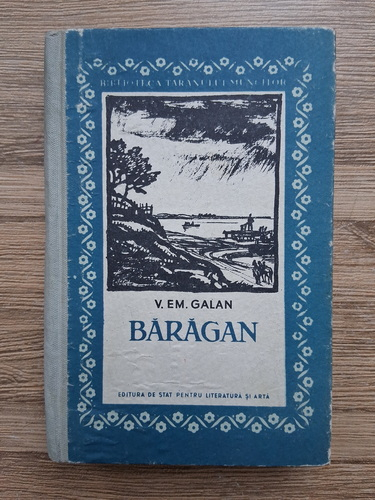 BIBLIOTECA ȚĂRANULUI MUNCITOR
V. EM. GALAN
BĂRĂGAN
EDITURA DE STAT PENTRU LITERATURĂ ȘI ARTĂ